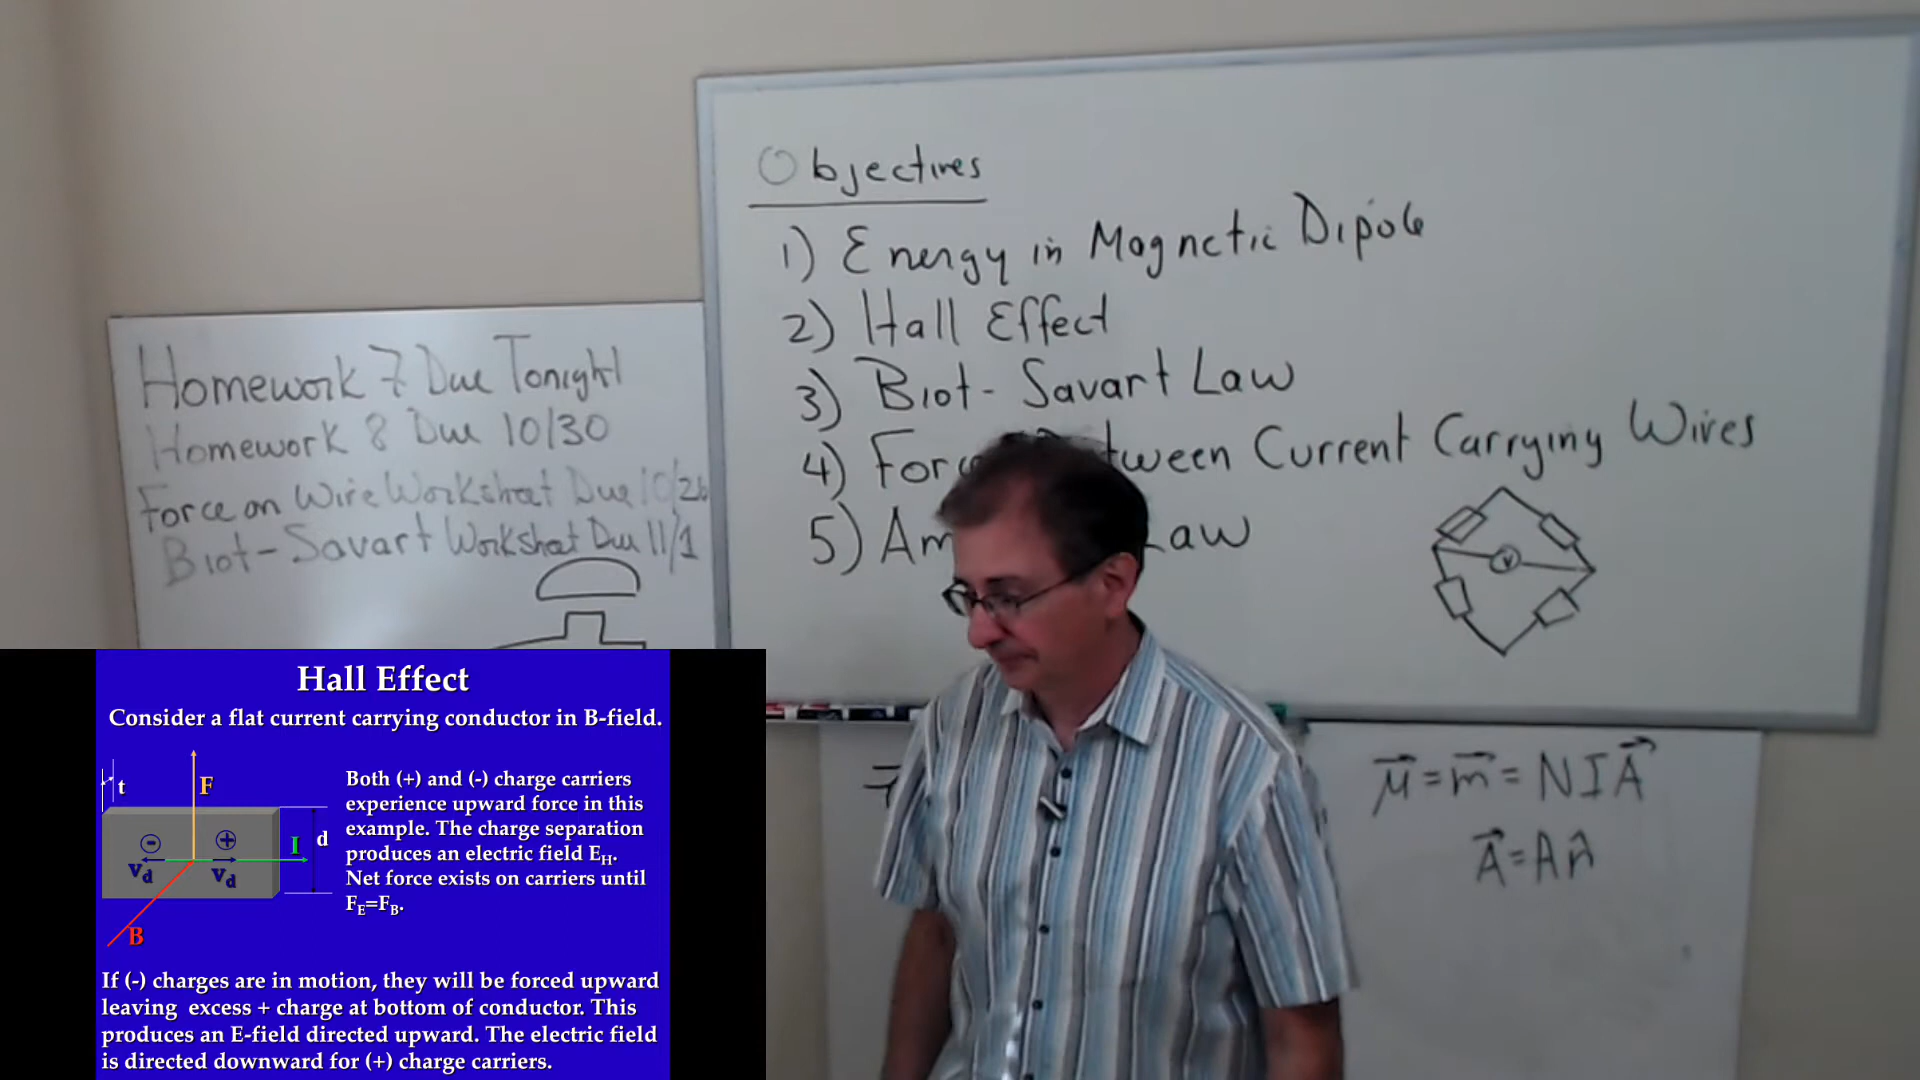 Objectives
1) Energy in Magnetic Dipole
2) Hall Effect
3) Biot-Savart Law
4) Force Between Current Carrying Wires
5) Am Law
V
Homework 7 Due Tonight
Homework 8 Due 10/30
Force on Wire Worksheet Due 10/26
Biot-Savart Worksheet Due 11/1
μ⃗ = m⃗ = NIA⃗
A⃗ = An̂
Hall Effect
Consider a flat current carrying conductor in B-field.
t
F
d
I
- +
vd vd
B
Both (+) and (-) charge carriers
experience upward force in this
example. The charge separation
produces an electric field EH.
Net force exists on carriers until
FE=FB.
If (-) charges are in motion, they will be forced upward
leaving excess + charge at bottom of conductor. This
produces an E-field directed upward. The electric field
is directed downward for (+) charge carriers.